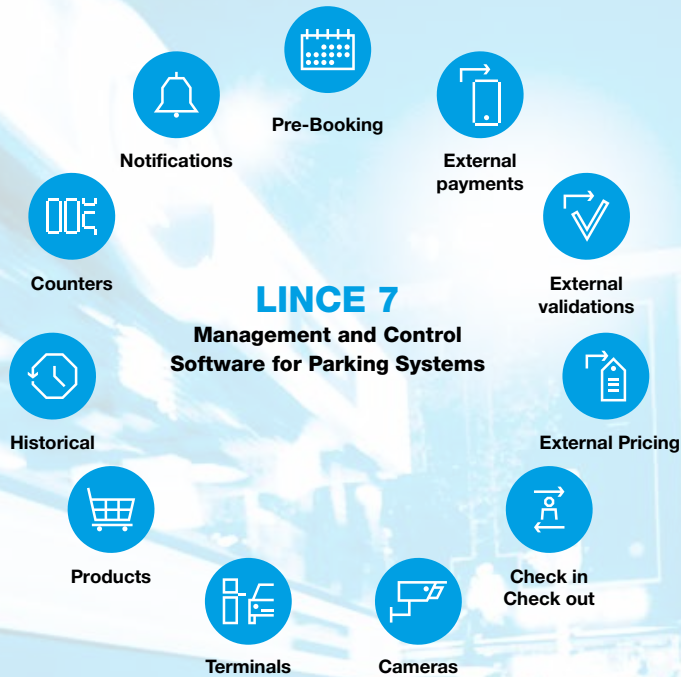 Pre-Booking
Notifications
External
payments
Counters
External
validations
LINCE 7
Management and Control
Software for Parking Systems
Historical
External Pricing
Products
Check in
Check out
Terminals
Cameras